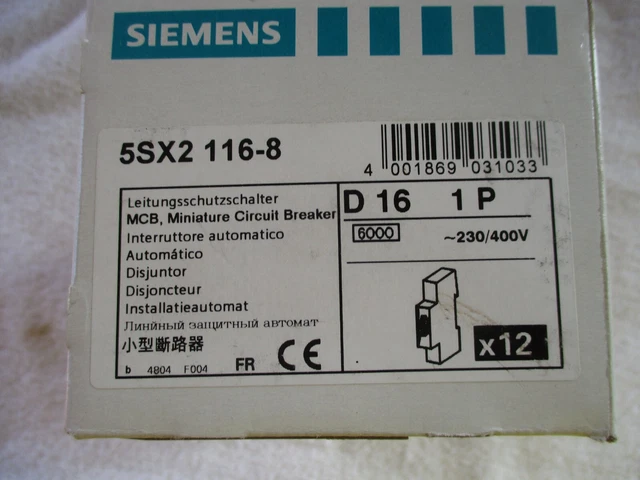 SIEMENS
5SX2 116-8
4 001869 031033
Leitungsschutzschalter
MCB, Miniature Circuit Breaker
Interruttore automatico
Automático
Disjuntor
Disjoncteur
Installatieautomat
Линийный защитный автомат
小型斷路器
b 4804 F004 FR CE
D 16 1 P
6000 ~230/400V
x12